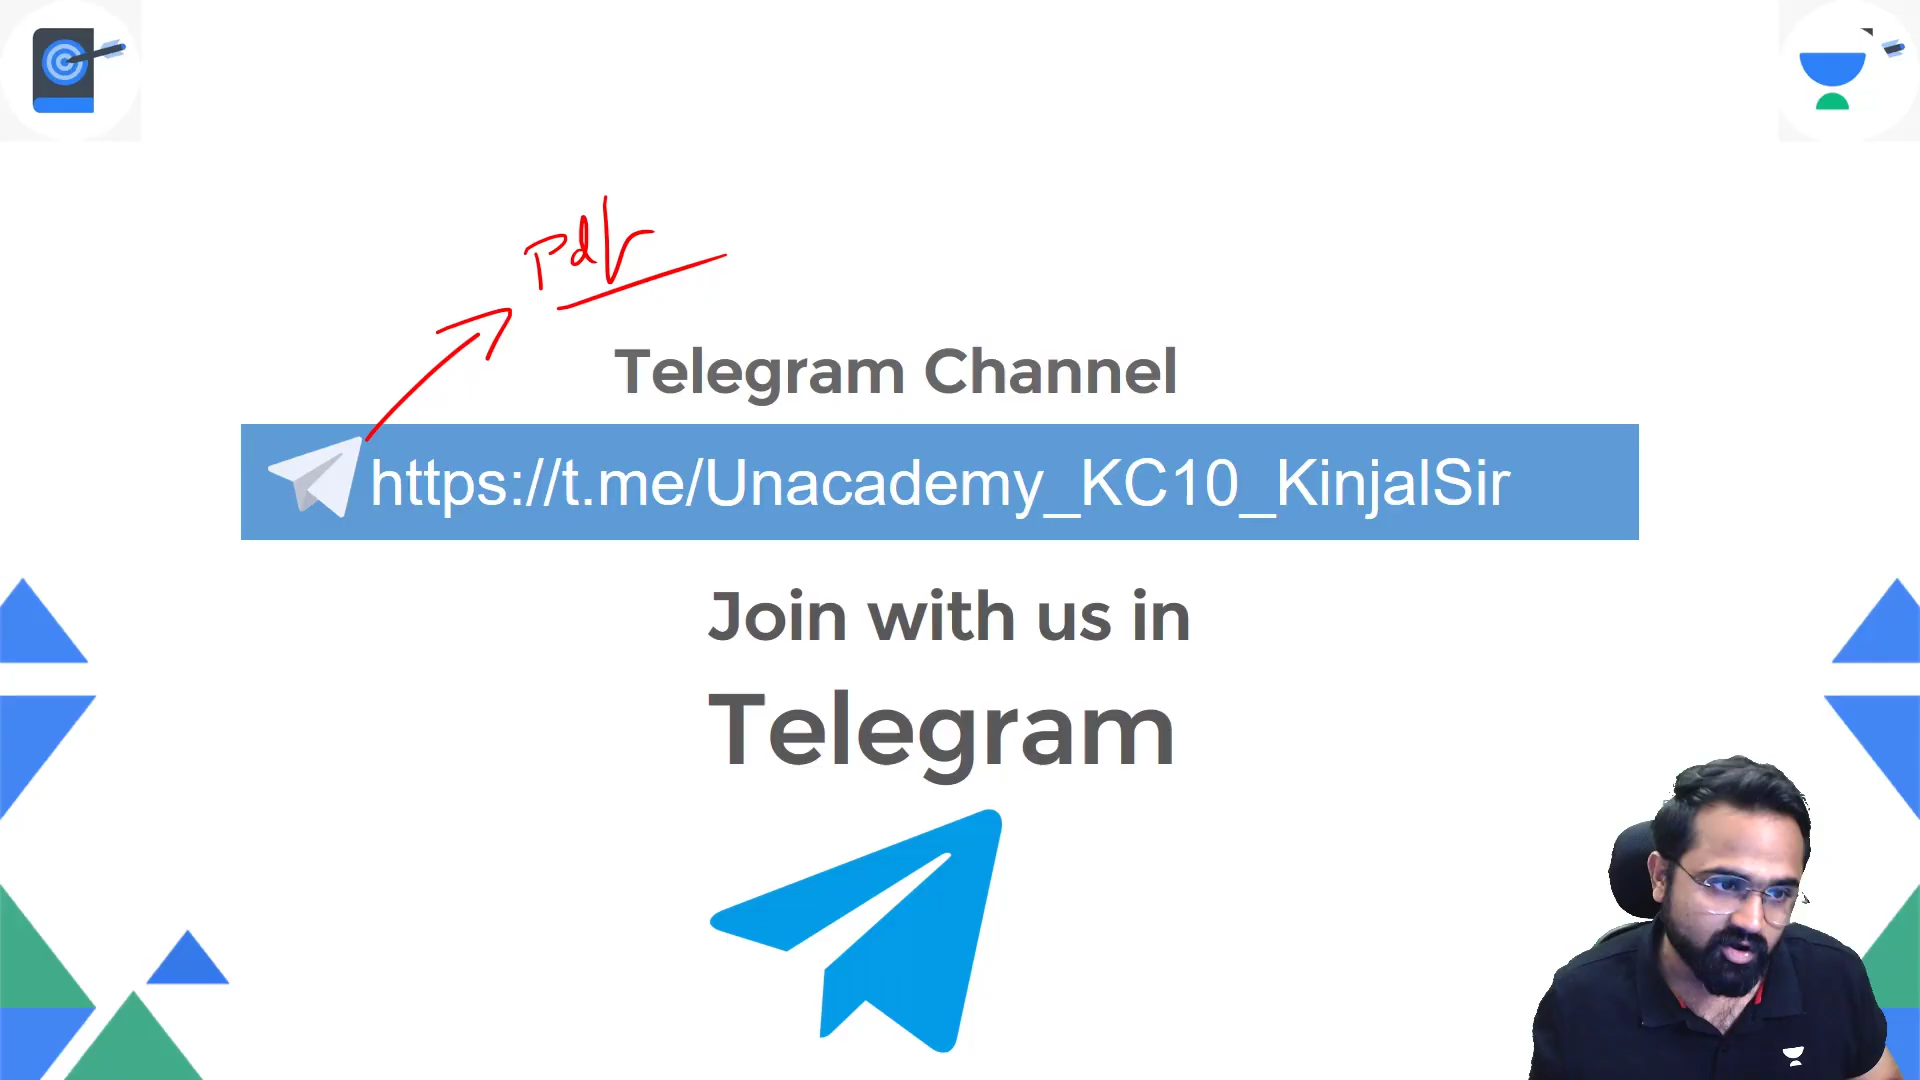 Pdf
Telegram Channel
https://t.me/Unacademy_KC10_KinjalSir
Join with us in
Telegram